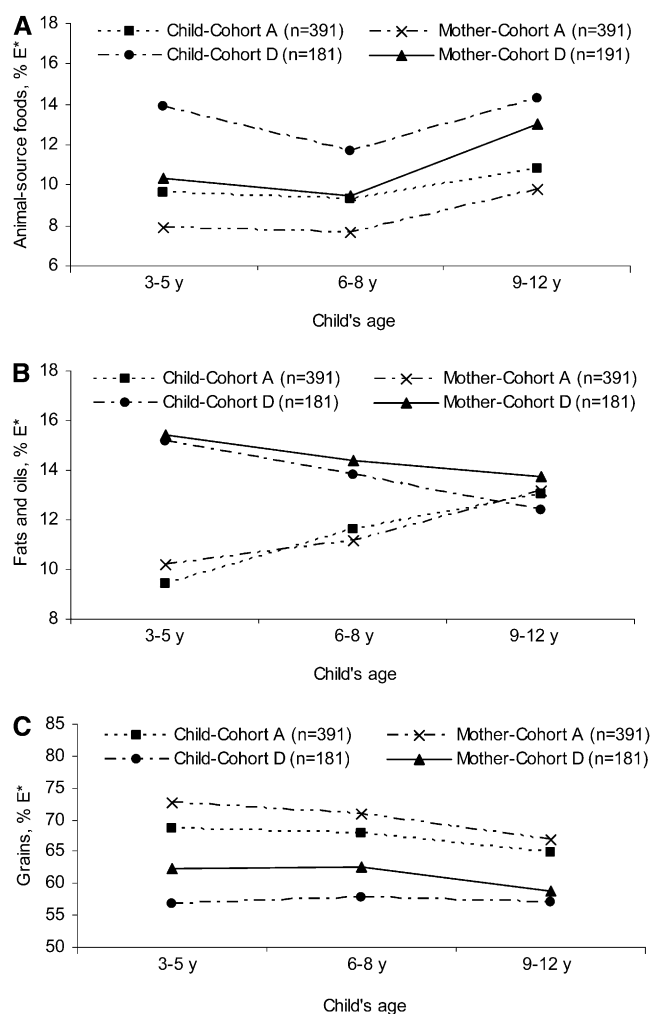 A
Child-Cohort A (n=391)
Mother-Cohort A (n=391)
Child-Cohort D (n=181)
Mother-Cohort D (n=191)
Animal-source foods, % E*
18
16
14
12
10
8
6
3-5 y
6-8 y
9-12 y
Child's age
B
Child-Cohort A (n=391)
Mother-Cohort A (n=391)
Child-Cohort D (n=181)
Mother-Cohort D (n=181)
Fats and oils, % E*
18
16
14
12
10
8
3-5 y
6-8 y
9-12 y
Child's age
C
Child-Cohort A (n=391)
Mother-Cohort A (n=391)
Child-Cohort D (n=181)
Mother-Cohort D (n=181)
Grains, % E*
85
80
75
70
65
60
55
50
3-5 y
6-8 y
9-12 y
Child's age